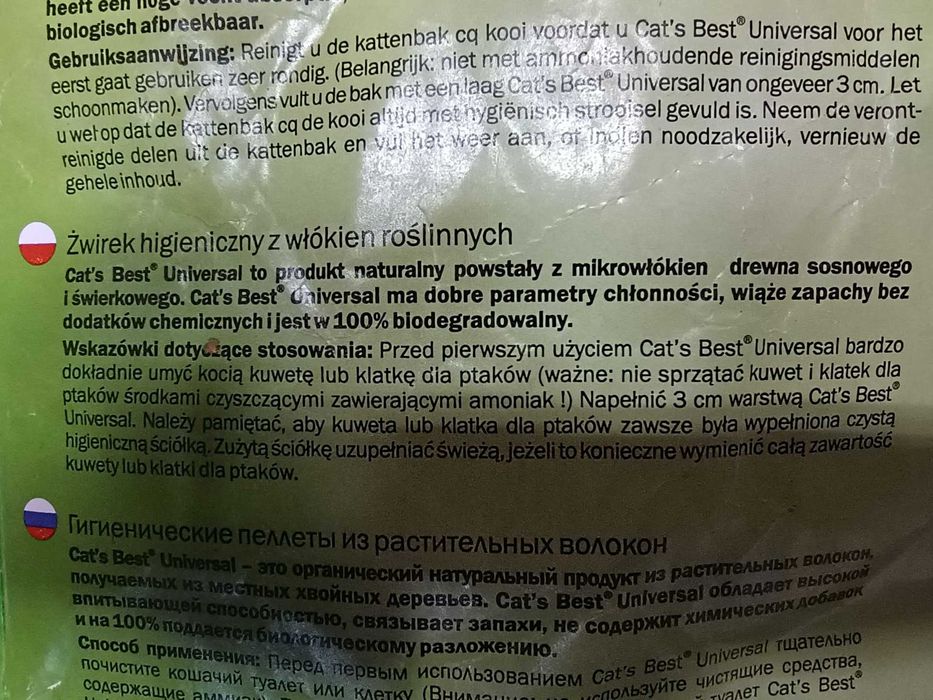 heeft een hoge
biologisch afbreekbaar.
Gebruiksaanwijzing: Reinigt u de kattenbak cq kooi voordat u Cat's Best® Universal voor het
eerst gaat gebruiken zeer rondig. (Belangrijk: niet met ammoniakhoudende reinigingsmiddelen
schoonmaken). Vervolgens vult u de bak met een laag Cat's Best® Universal van ongeveer 3 cm. Let
u wel op dat de kattenbak cq de kooi altijd met hygiënisch strooisel gevuld is. Neem de veront-
reinigde delen uit de kattenbak en vul het weer aan, of indien noodzakelijk, vernieuw de
gehele inhoud.
Żwirek higieniczny z włókien roślinnych
Cat's Best® Universal to produkt naturalny powstały z mikrowłókien drewna sosnowego
i świerkowego. Cat's Best® Universal ma dobre parametry chłonności, wiąże zapachy bez
dodatków chemicznych i jest w 100% biodegradowalny.
Wskazówki dotyczące stosowania: Przed pierwszym użyciem Cat's Best® Universal bardzo
dokładnie umyć kocią kuwetę lub klatkę dla ptaków (ważne: nie sprzątać kuwet i klatek dla
ptaków środkami czyszczącymi zawierającymi amoniak !) Napełnić 3 cm warstwą Cat's Best®
Universal. Należy pamiętać, aby kuweta lub klatka dla ptaków zawsze była wypełniona czystą
higieniczną ściółką. Zużytą ściółkę uzupełniać świeżą, jeżeli to konieczne wymienić całą zawartość
kuwety lub klatki dla ptaków.
Гигиенические пеллеты из растительных волокон
Cat's Best® Universal – это органический натуральный продукт из растительных волокон,
получаемых из местных хвойных деревьев. Cat's Best® Universal обладает высокой
впитывающей способностью, связывает запахи, не содержит химических добавок
и на 100% поддается биологическому разложению.
Способ применения: Перед первым использованием Cat's Best® Universal тщательно
почистите кошачий туалет или клетку используйте чистящие средства,
содержащие туалет Cat's Best®